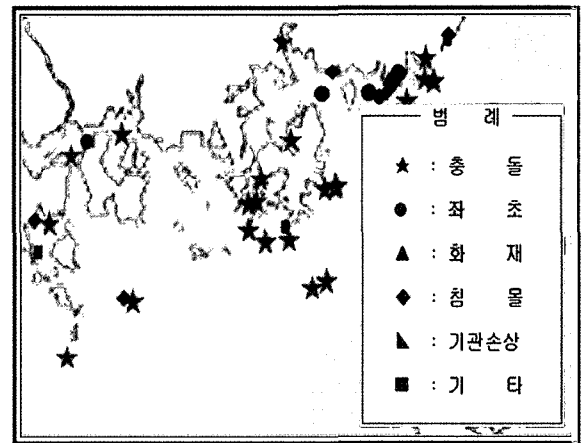 범 례
★ : 충 돌
● : 좌 초
▲ : 화 재
◆ : 침 몰
◣ : 기관손상
■ : 기 타